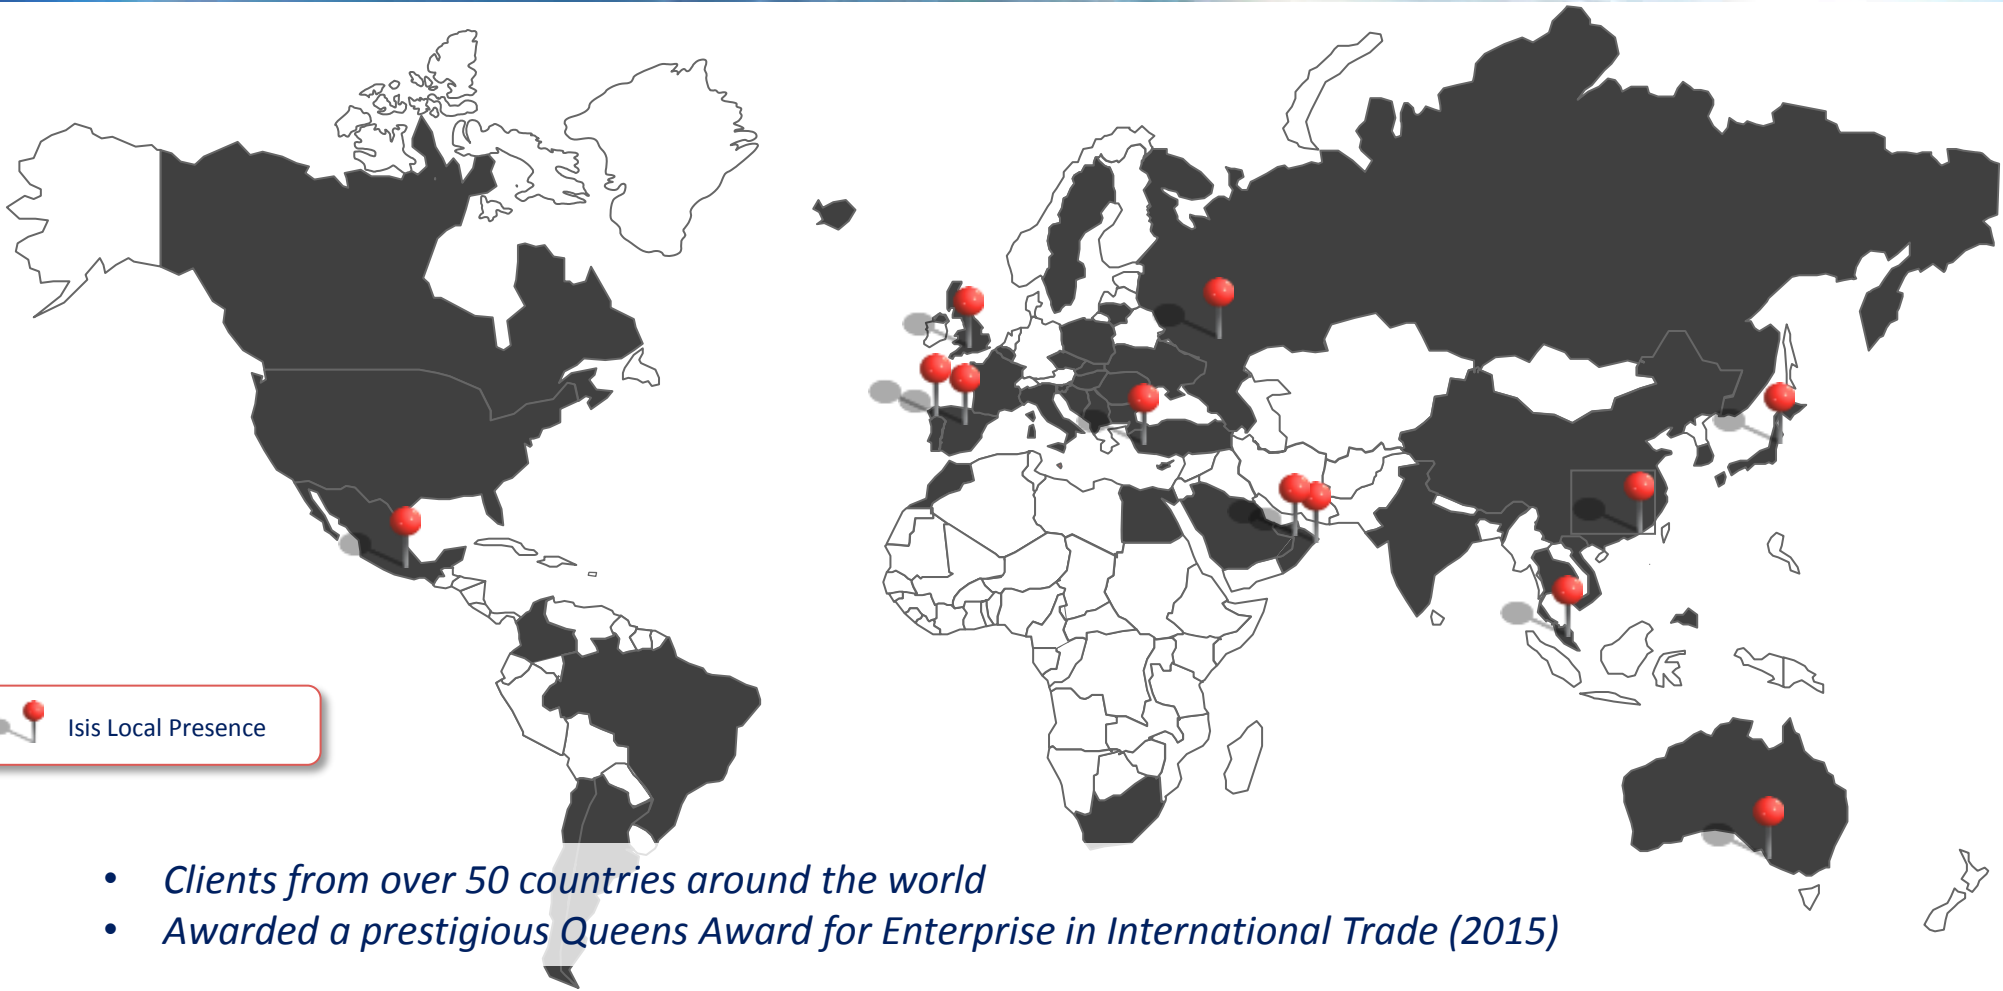 Isis Local Presence
• Clients from over 50 countries around the world
• Awarded a prestigious Queens Award for Enterprise in International Trade (2015)